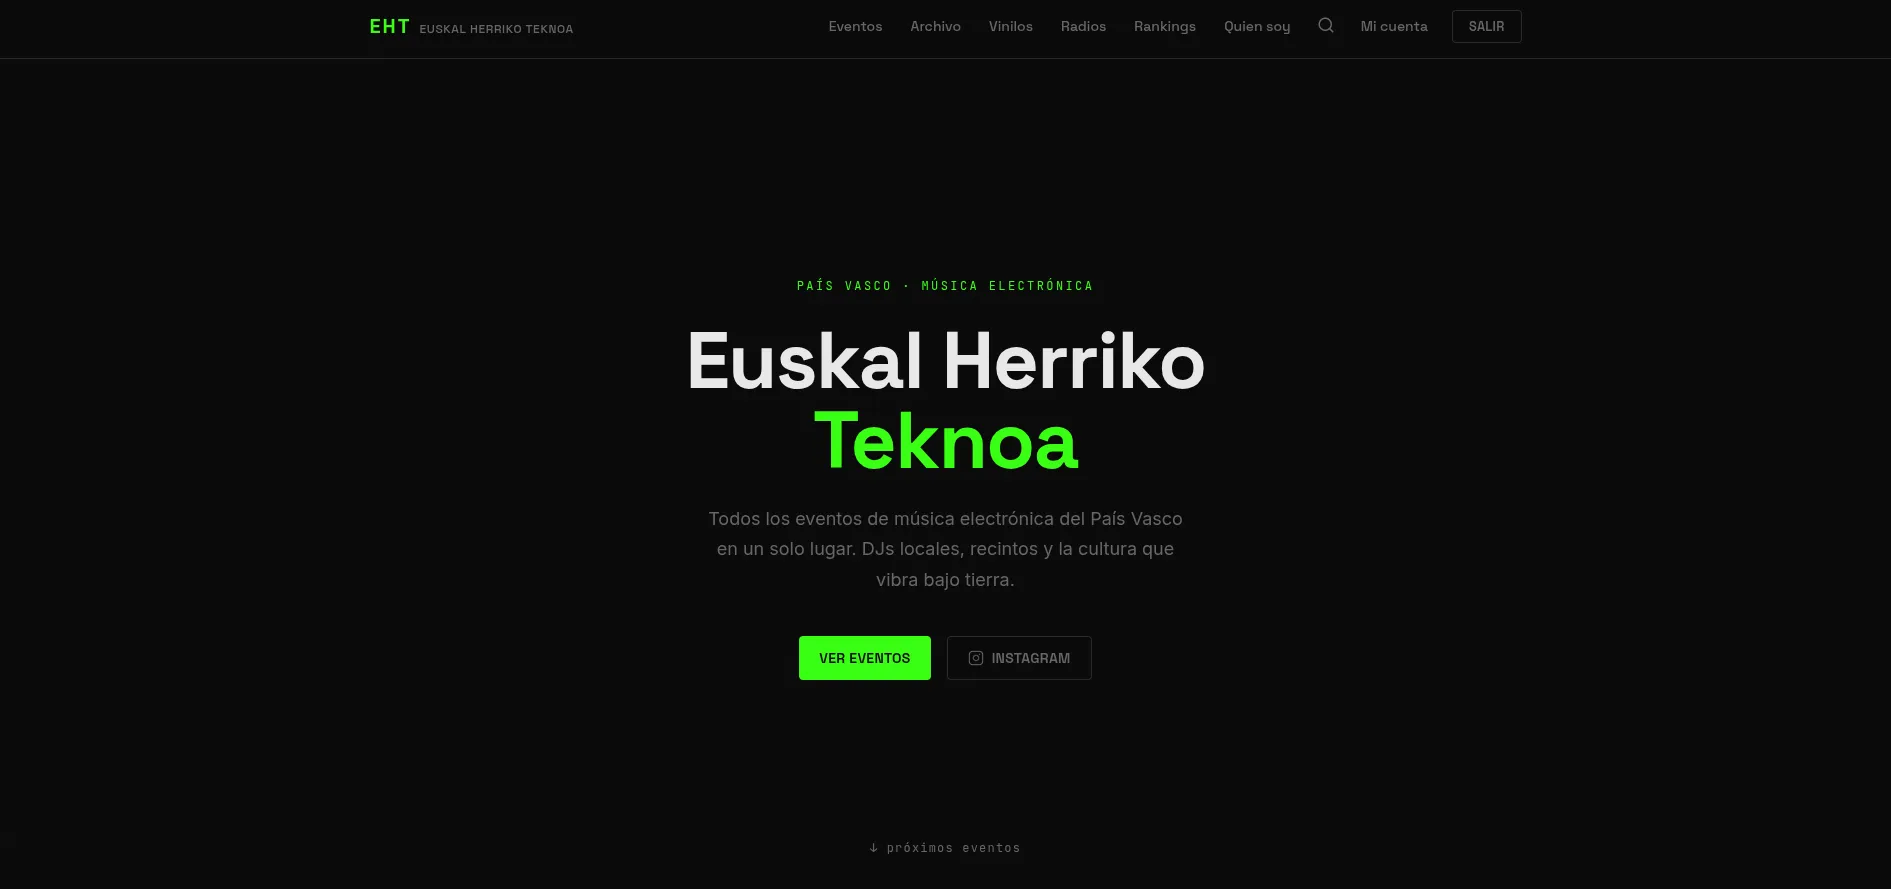 EHT EUSKAL HERRIKO TEKNOA
Eventos Archivo Vinilos Radios Rankings Quien soy Mi cuenta SALIR
PAÍS VASCO · MÚSICA ELECTRÓNICA
Euskal Herriko
Teknoa
Todos los eventos de música electrónica del País Vasco
en un solo lugar. DJs locales, recintos y la cultura que
vibra bajo tierra.
VER EVENTOS
INSTAGRAM
↓ próximos eventos